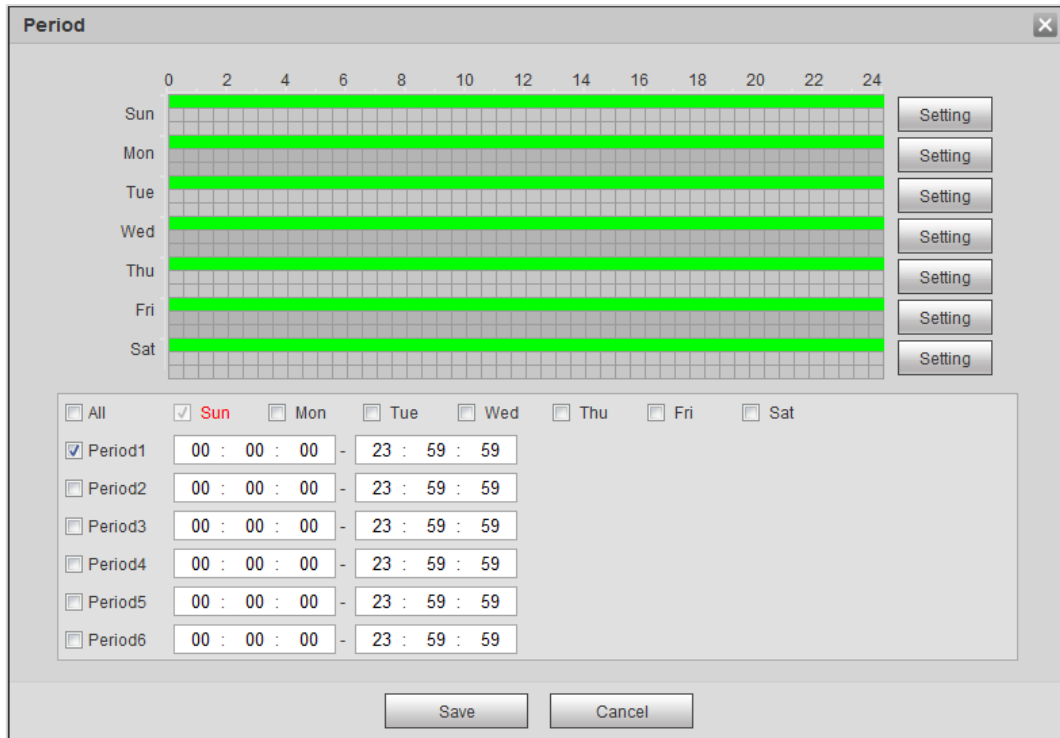 Period
0 2 4 6 8 10 12 14 16 18 20 22 24
Sun Setting
Mon Setting
Tue Setting
Wed Setting
Thu Setting
Fri Setting
Sat Setting
All Sun Mon Tue Wed Thu Fri Sat
Period1 00 : 00 : 00 - 23 : 59 : 59
Period2 00 : 00 : 00 - 23 : 59 : 59
Period3 00 : 00 : 00 - 23 : 59 : 59
Period4 00 : 00 : 00 - 23 : 59 : 59
Period5 00 : 00 : 00 - 23 : 59 : 59
Period6 00 : 00 : 00 - 23 : 59 : 59
Save Cancel